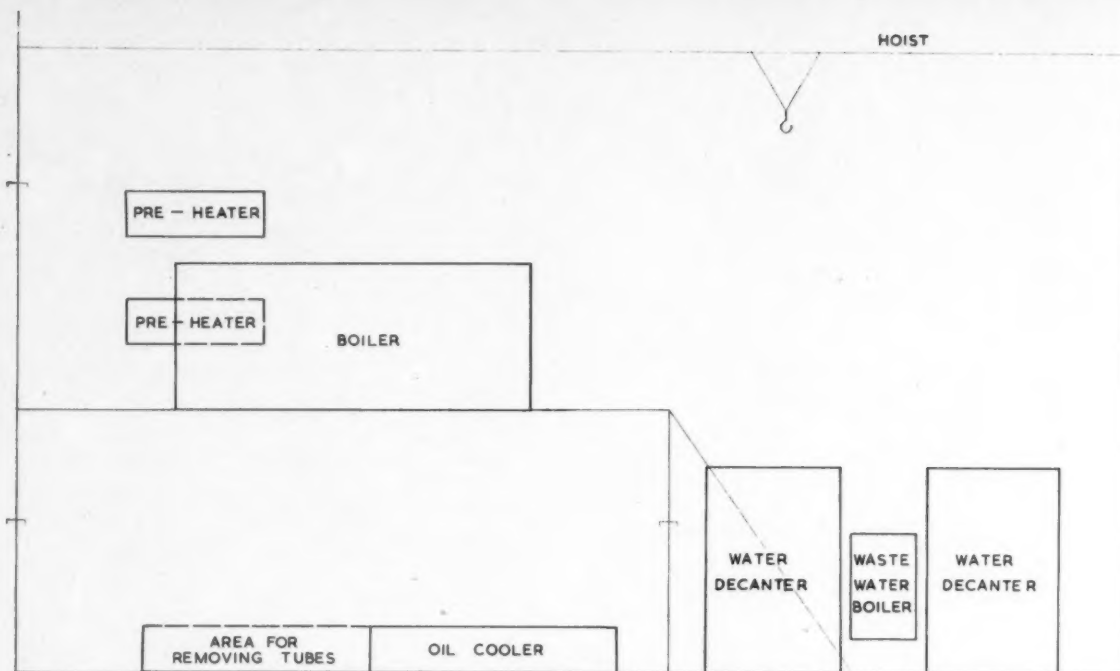 HOIST
PRE - HEATER
PRE - HEATER
BOILER
WATER
DECANTER
WASTE
WATER
BOILER
WATER
DECANTER
AREA FOR
REMOVING TUBES
OIL COOLER